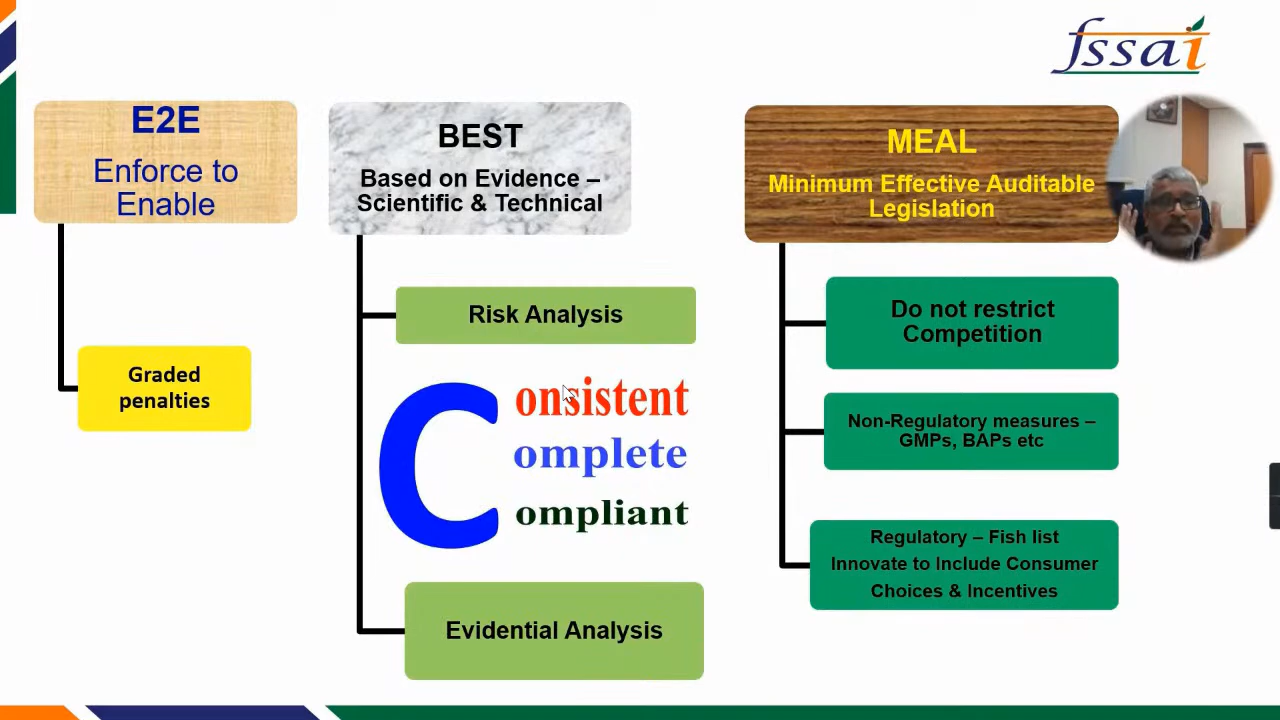 fssai
E2E
Enforce to
Enable
Graded
penalties
BEST
Based on Evidence –
Scientific & Technical
Risk Analysis
Consistent
omplete
ompliant
Evidential Analysis
MEAL
Minimum Effective Auditable
Legislation
Do not restrict
Competition
Non-Regulatory measures –
GMPs, BAPs etc
Regulatory – Fish list
Innovate to Include Consumer
Choices & Incentives